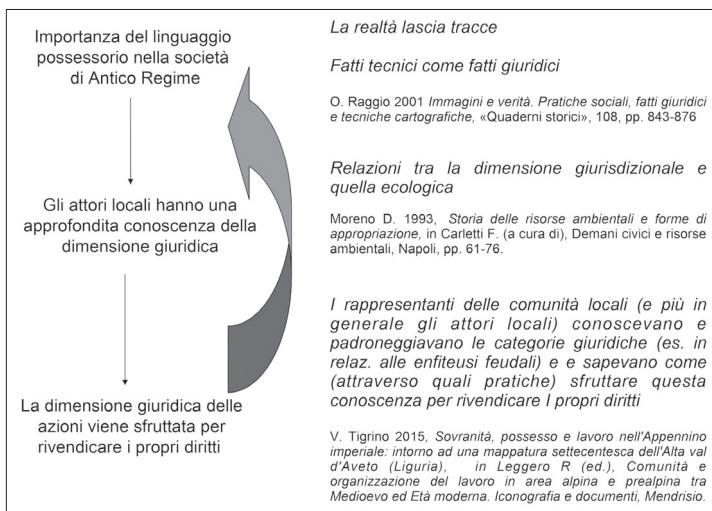 Importanza del linguaggio
possessorio nella società
di Antico Regime
Gli attori locali hanno una
approfondita conoscenza della
dimensione giuridica
La dimensione giuridica delle
azioni viene sfruttata per
rivendicare i propri diritti
La realtà lascia tracce
Fatti tecnici come fatti giuridici
O. Raggio 2001 Immagini e verità. Pratiche sociali, fatti giuridici
e tecniche cartografiche, «Quaderni storici», 108, pp. 843-876
Relazioni tra la dimensione giurisdizionale e
quella ecologica
Moreno D. 1993, Storia delle risorse ambientali e forme di
appropriazione, in Carletti F. (a cura di), Demani civici e risorse
ambientali, Napoli, pp. 61-76.
I rappresentanti delle comunità locali (e più in
generale gli attori locali) conoscevano e
padroneggiavano le categorie giuridiche (es. in
relaz. alle enfiteusi feudali) e e sapevano come
(attraverso quali pratiche) sfruttare questa
conoscenza per rivendicare I propri diritti
V. Tigrino 2015, Sovranità, possesso e lavoro nell'Appennino
imperiale: intorno ad una mappatura settecentesca dell'Alta val
d'Aveto (Liguria), in Leggero R (ed.), Comunità e
organizzazione del lavoro in area alpina e prealpina tra
Medioevo ed Età moderna. Iconografia e documenti, Mendrisio.